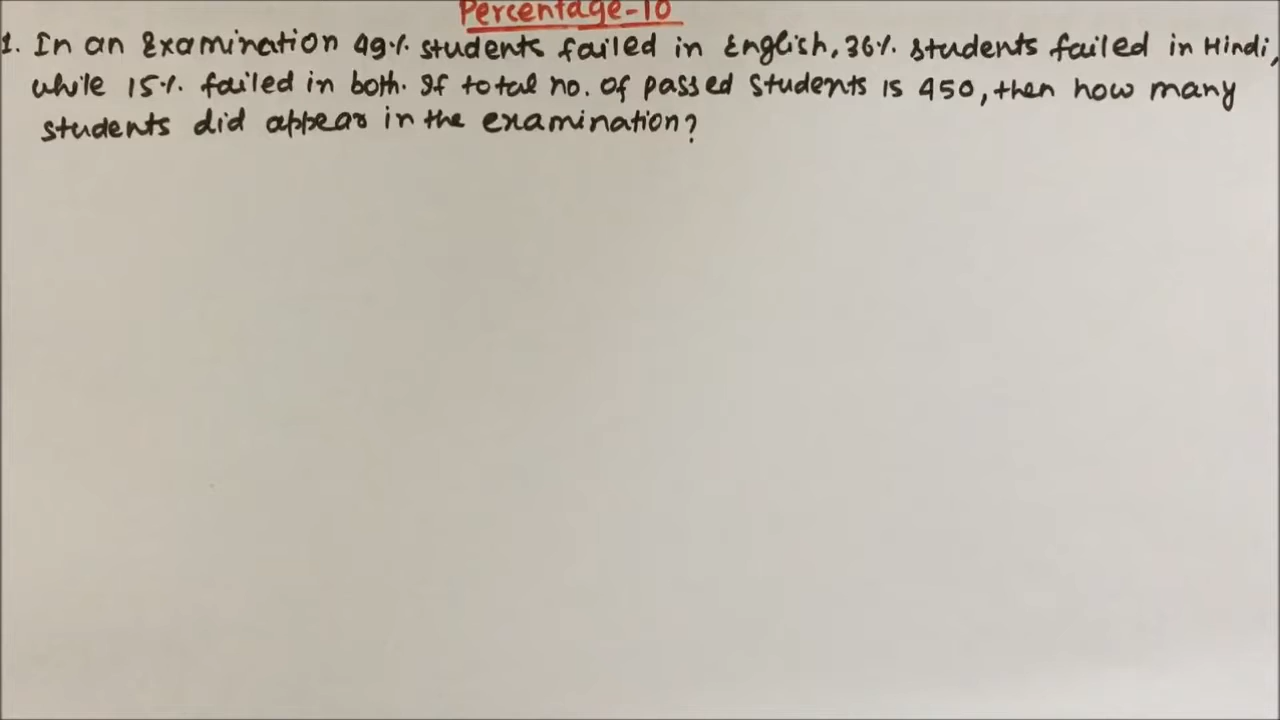 Percentage-10
1. In an Examination 49% students failed in English, 36% students failed in Hindi,
while 15% failed in both. If total no. of passed students is 450, then how many
students did appear in the examination?